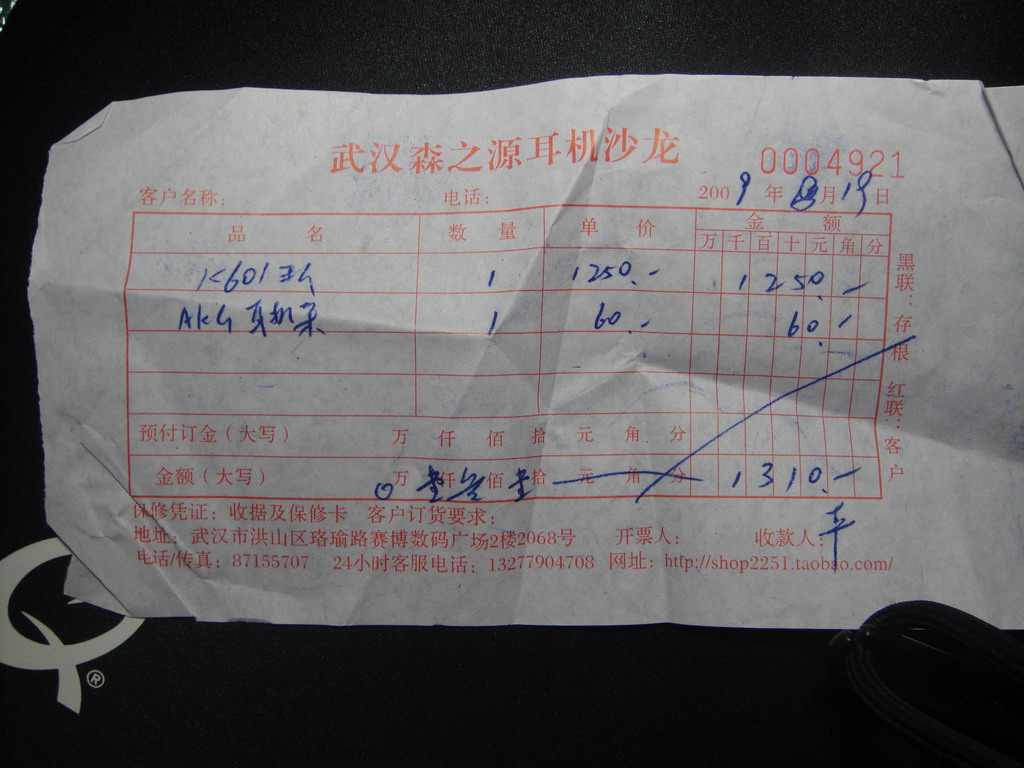 武汉森之源耳机沙龙 0004921
客户名称: 电话: 2009年8月19日
品名 数量 单价 金额
万千百十元角分
K601耳机 1 1250.- 1250.-
AKG 耳机架 1 60.- 60.-
预付订金(大写) 万 仟 佰 拾 元 角 分
金额(大写) 万 壹仟叁佰壹拾 元 角 分 1310.-
保修凭证: 收据及保修卡 客户订货要求:
地址: 武汉市洪山区珞瑜路赛博数码广场2楼2068号 开票人: 收款人:
电话/传真: 87155707 24小时客服电话: 13277904708 网址: http://shop2251.taobao.com/
黑联:存根 红联:客户
®